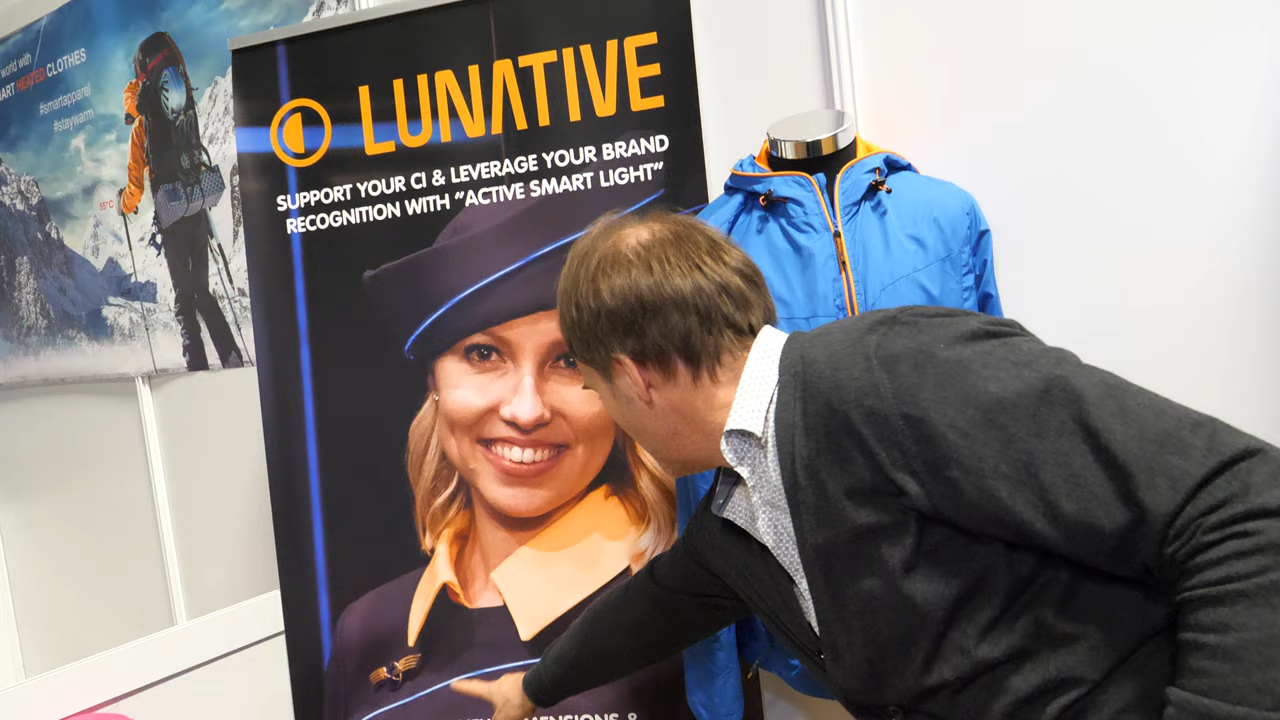 world with
ART HEATED CLOTHES
#smartapparel
#staywarm
55°C
LUNATIVE
SUPPORT YOUR CI & LEVERAGE YOUR BRAND
RECOGNITION WITH “ACTIVE SMART LIGHT”
MENSIONS &